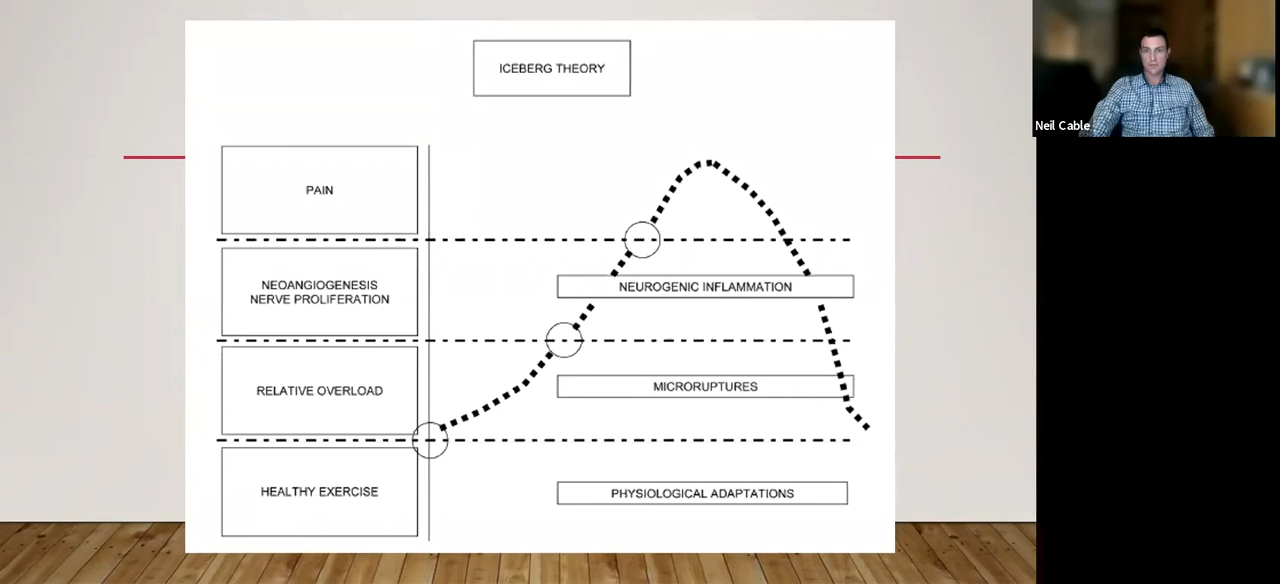 ICEBERG THEORY
Neil Cable
PAIN
NEOANGIOGENESIS
NERVE PROLIFERATION
NEUROGENIC INFLAMMATION
RELATIVE OVERLOAD
MICRORUPTURES
HEALTHY EXERCISE
PHYSIOLOGICAL ADAPTATIONS